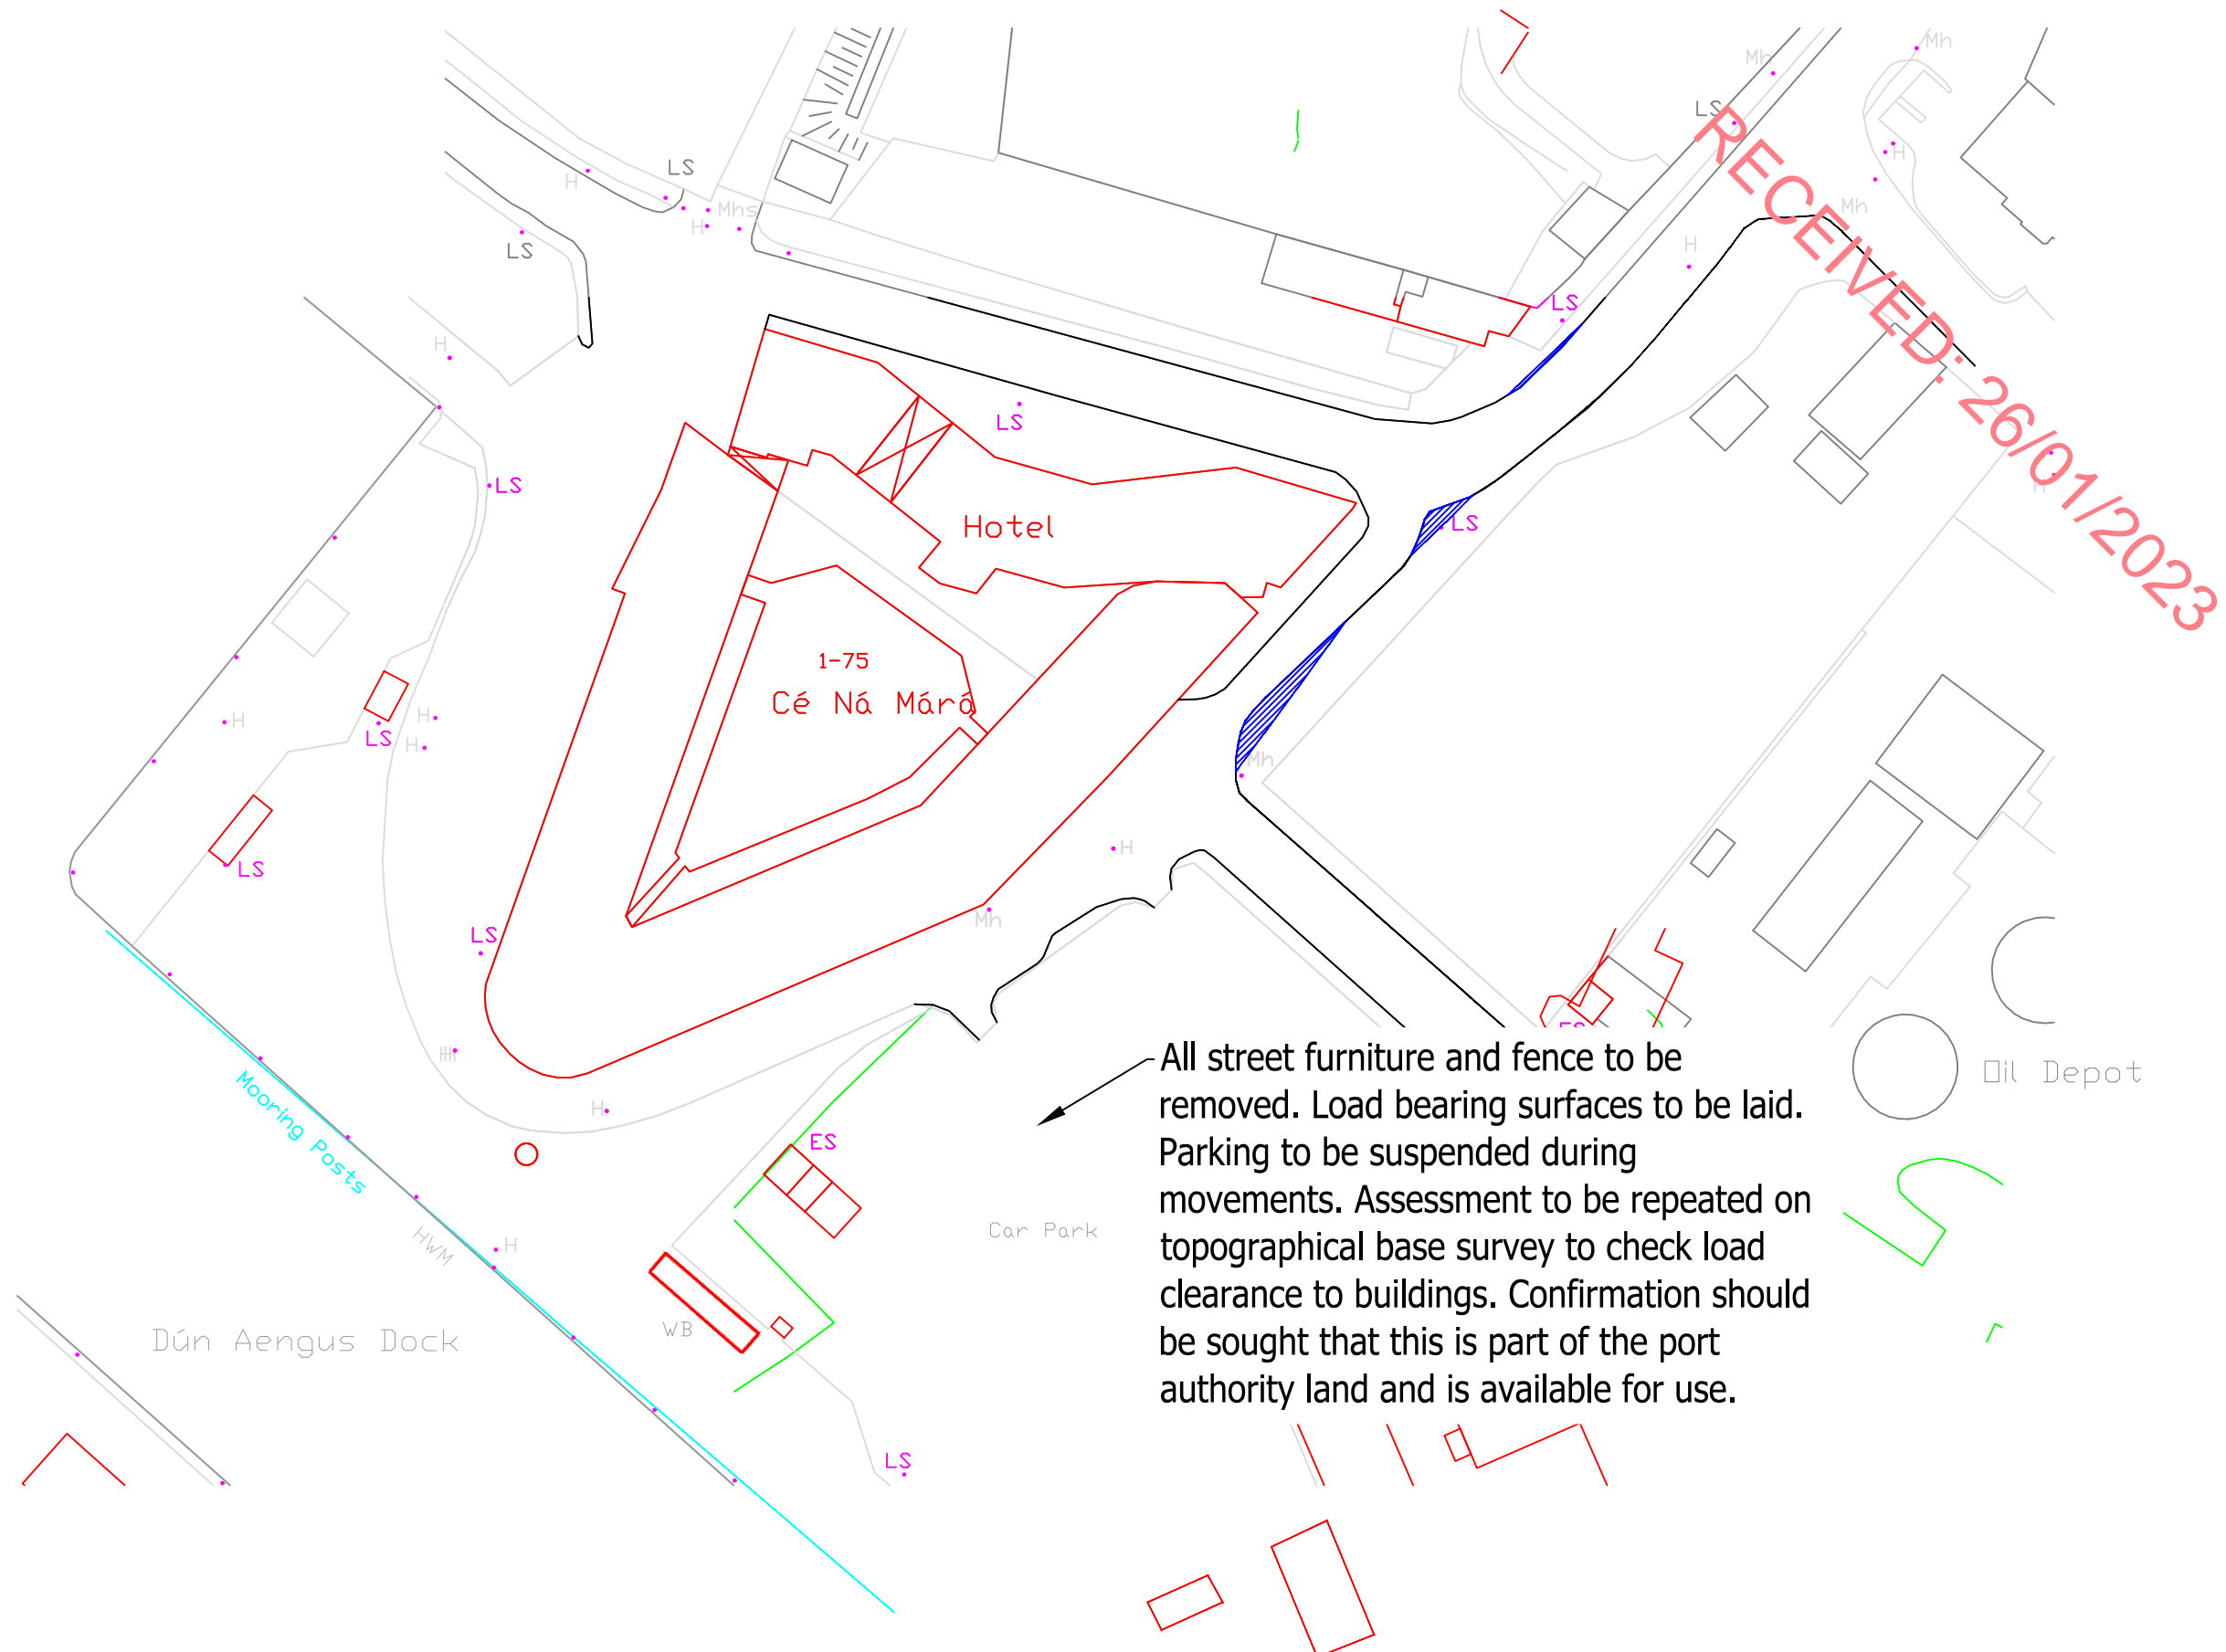 Mh
Mh
LS
RECEIVED: 26/01/2023
H
LS
H
Mhs
H
LS
Mh
H
LS
H
LS
LS
H
LS
Hotel
1-75
Cé Ná Márá
H
H
LS
H
Mh
H
LS
Mh
LS
H
ES
All street furniture and fence to be
removed. Load bearing surfaces to be laid.
Parking to be suspended during
movements. Assessment to be repeated on
topographical base survey to check load
clearance to buildings. Confirmation should
be sought that this is part of the port
authority land and is available for use.
Oil Depot
Mooring Posts
H
ES
Car Park
HWM
H
WB
Dún Aengus Dock
LS